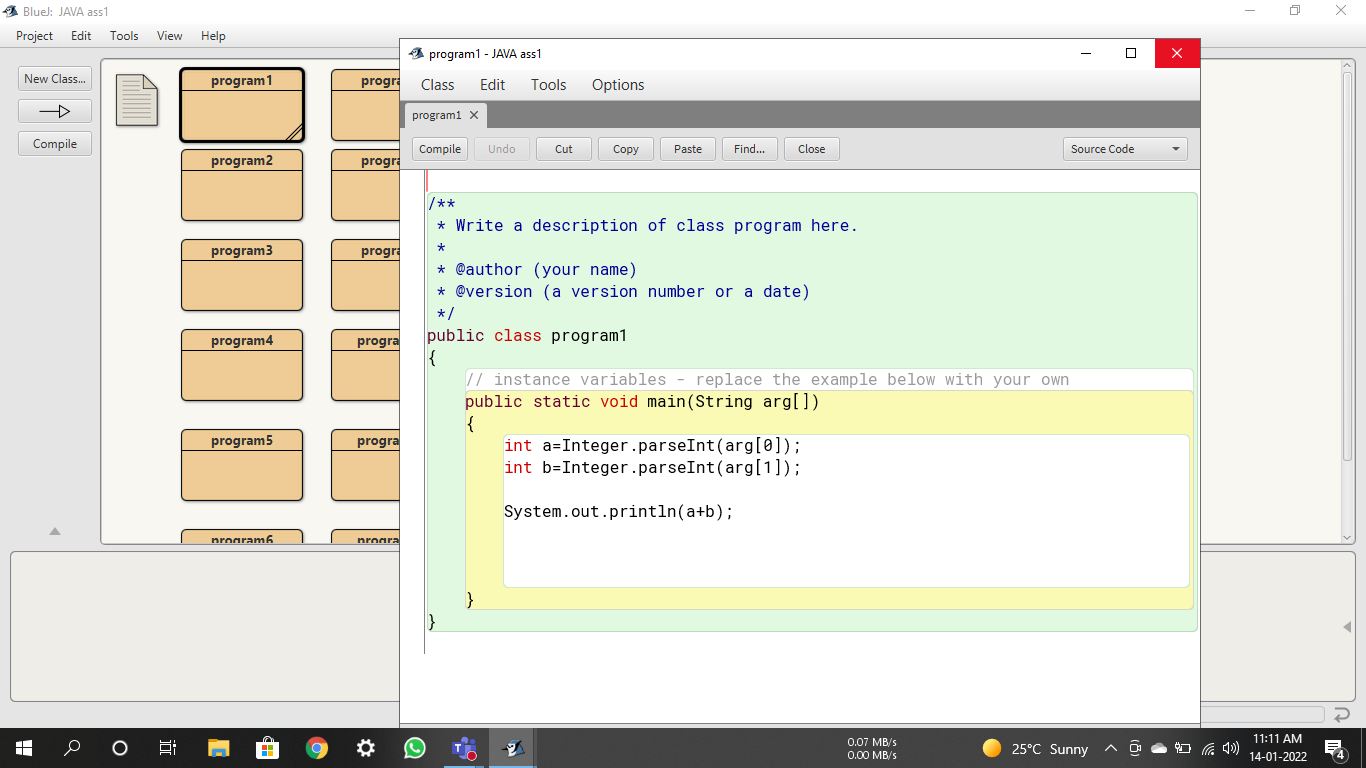 BlueJ: JAVA ass1
Project Edit Tools View Help
New Class...
Compile
program1
program2
program3
program4
program5
program6
progra
progra
progra
progra
progra
progra
program1 - JAVA ass1
Class Edit Tools Options
program1
Compile Undo Cut Copy Paste Find... Close Source Code
/**
* Write a description of class program here.
*
* @author (your name)
* @version (a version number or a date)
*/
public class program1
{
// instance variables - replace the example below with your own
public static void main(String arg[])
{
int a=Integer.parseInt(arg[0]);
int b=Integer.parseInt(arg[1]);
System.out.println(a+b);
}
}
0.07 MB/s
0.00 MB/s
25°C Sunny
11:11 AM
14-01-2022
4